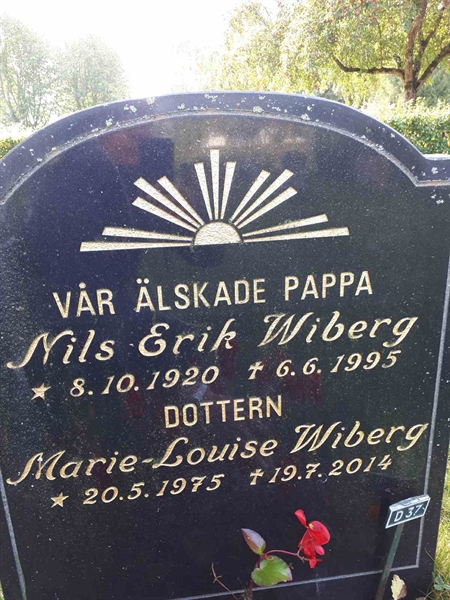 VÅR ÄLSKADE PAPPA
Nils Erik Wiberg
★ 8.10.1920 ✝ 6.6.1995
DOTTERN
Marie-Louise Wiberg
★ 20.5.1975 ✝ 19.7.2014
D 37